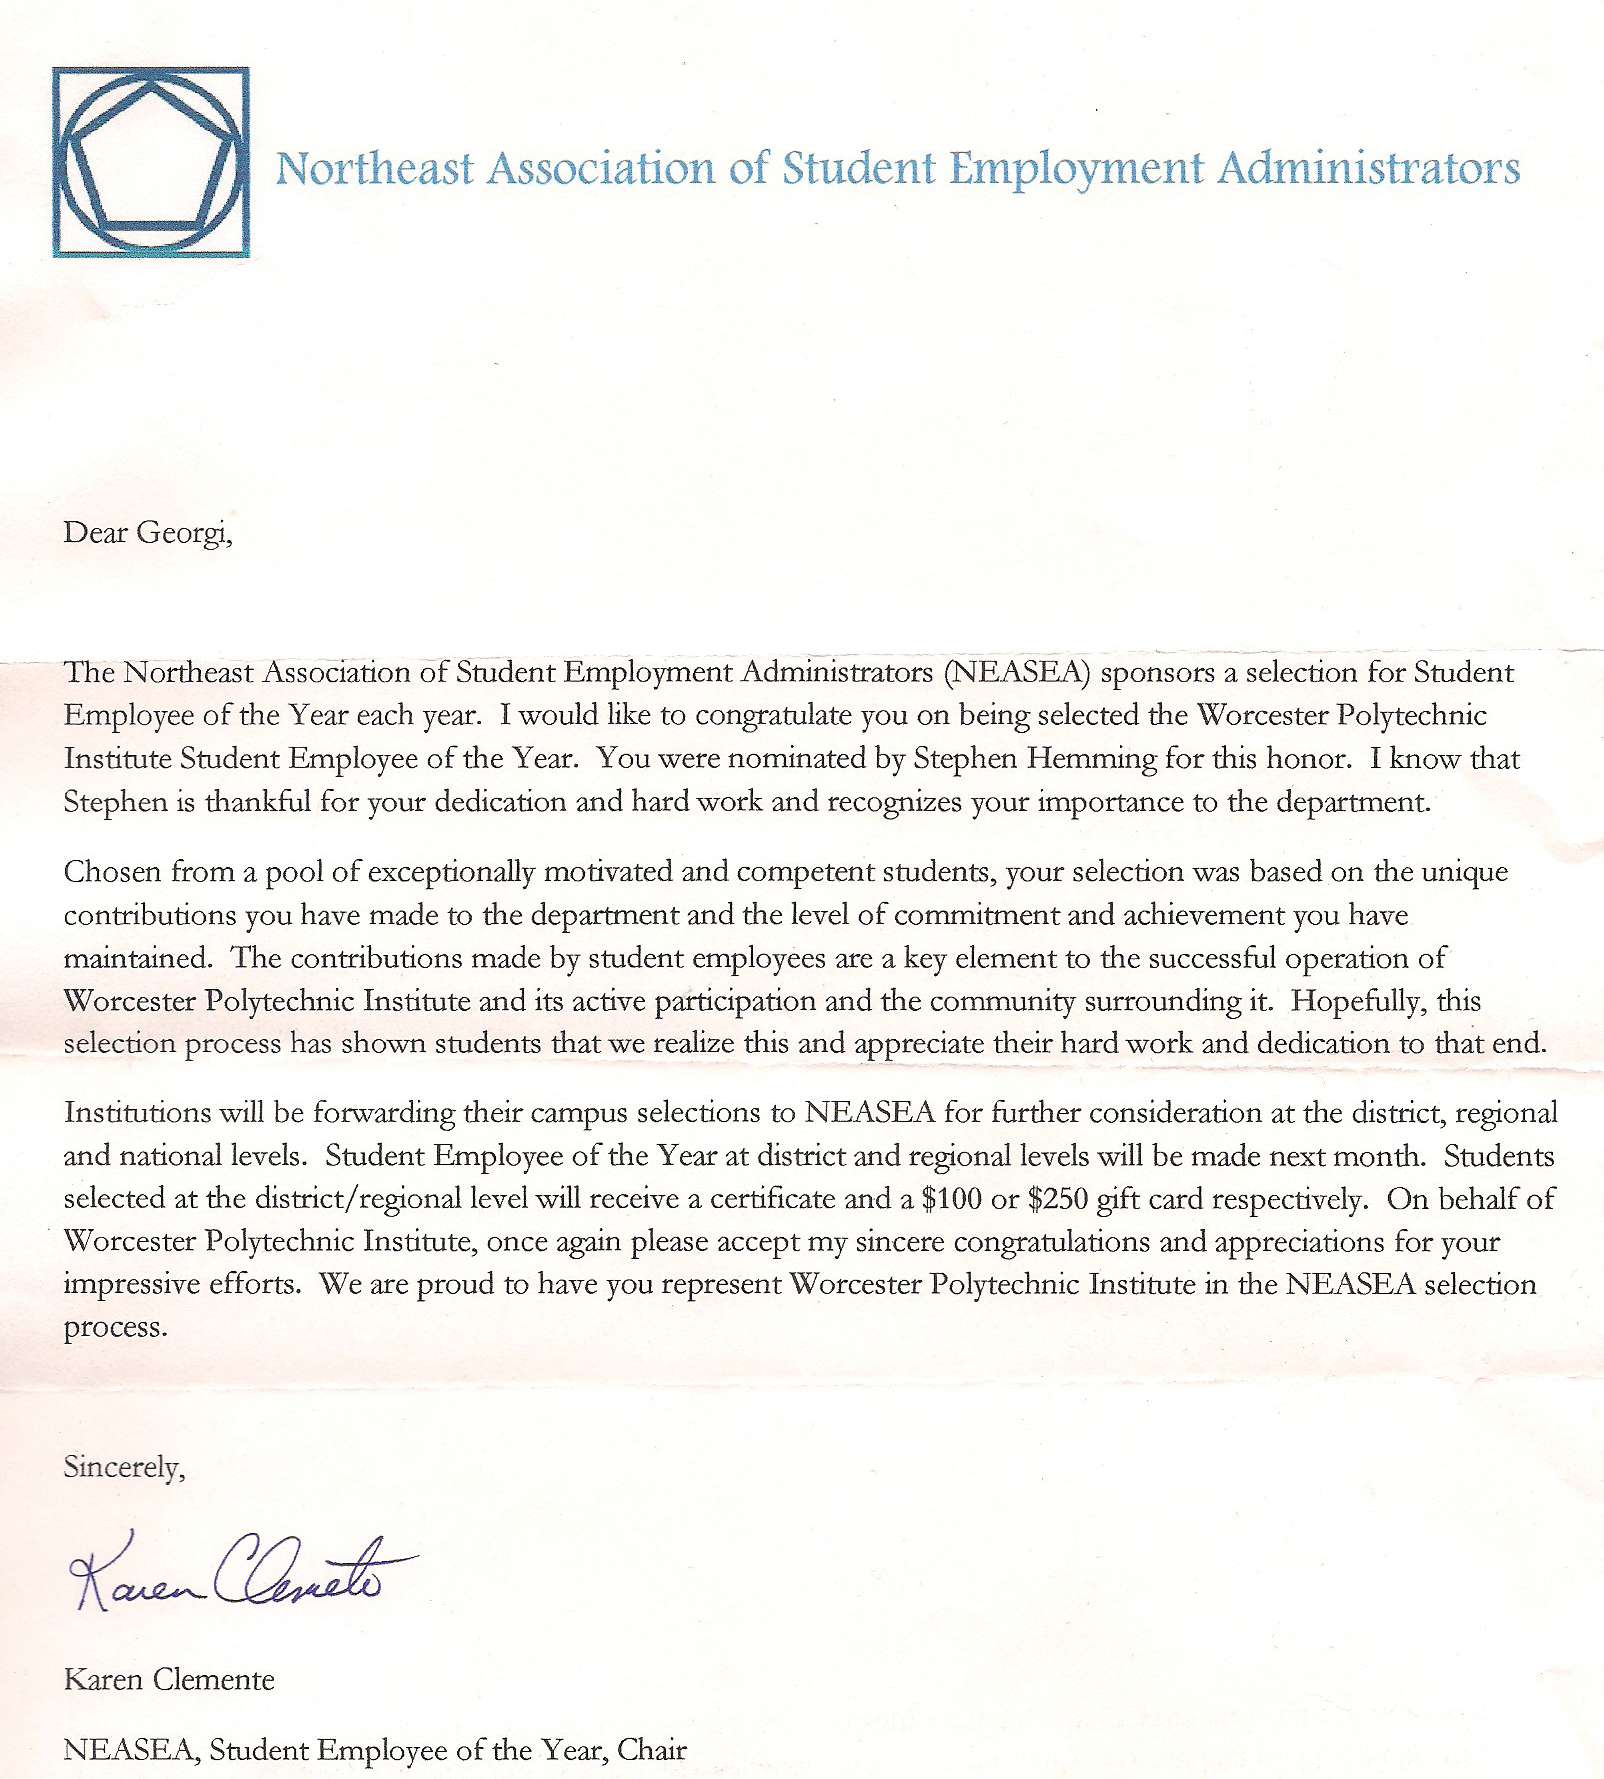 Northeast Association of Student Employment Administrators
Dear Georgi,
The Northeast Association of Student Employment Administrators (NEASEA) sponsors a selection for Student
Employee of the Year each year.  I would like to congratulate you on being selected the Worcester Polytechnic
Institute Student Employee of the Year.  You were nominated by Stephen Hemming for this honor.  I know that
Stephen is thankful for your dedication and hard work and recognizes your importance to the department.
Chosen from a pool of exceptionally motivated and competent students, your selection was based on the unique
contributions you have made to the department and the level of commitment and achievement you have
maintained.  The contributions made by student employees are a key element to the successful operation of
Worcester Polytechnic Institute and its active participation and the community surrounding it.  Hopefully, this
selection process has shown students that we realize this and appreciate their hard work and dedication to that end.
Institutions will be forwarding their campus selections to NEASEA for further consideration at the district, regional
and national levels.  Student Employee of the Year at district and regional levels will be made next month.  Students
selected at the district/regional level will receive a certificate and a $100 or $250 gift card respectively.  On behalf of
Worcester Polytechnic Institute, once again please accept my sincere congratulations and appreciations for your
impressive efforts.  We are proud to have you represent Worcester Polytechnic Institute in the NEASEA selection
process.
Sincerely,
Karen Clemente
Karen Clemente
NEASEA, Student Employee of the Year, Chair